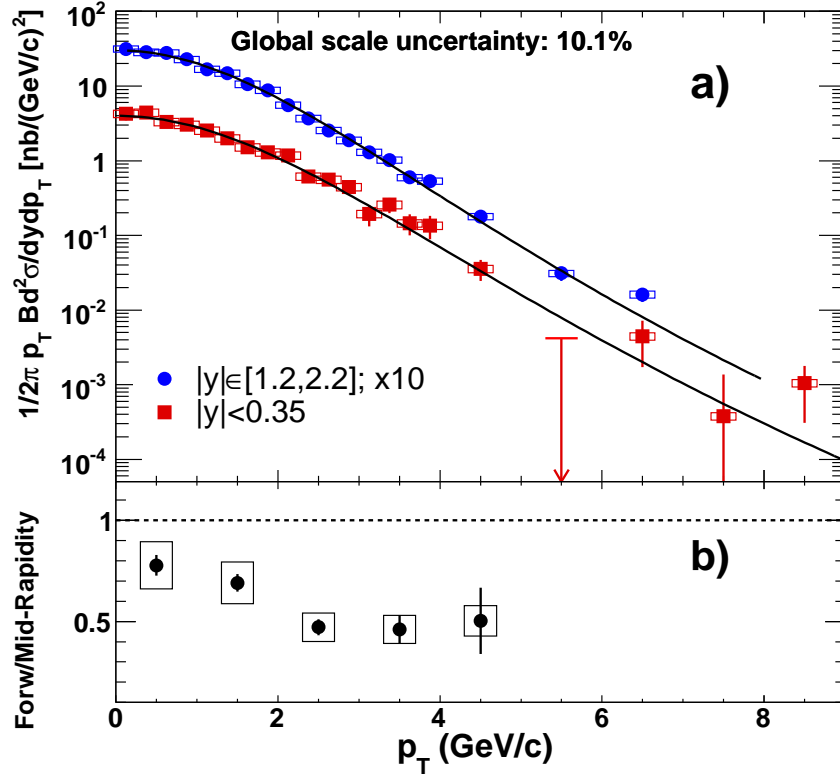 Global scale uncertainty: 10.1%
a)
1/2π p_T Bd²σ/dydp_T [nb/(GeV/c)²]
10²
10
1
10⁻¹
10⁻²
10⁻³
10⁻⁴
|y|∈[1.2,2.2]; x10
|y|<0.35
b)
Forw/Mid-Rapidity
1
0.5
0 2 4 6 8
p_T (GeV/c)